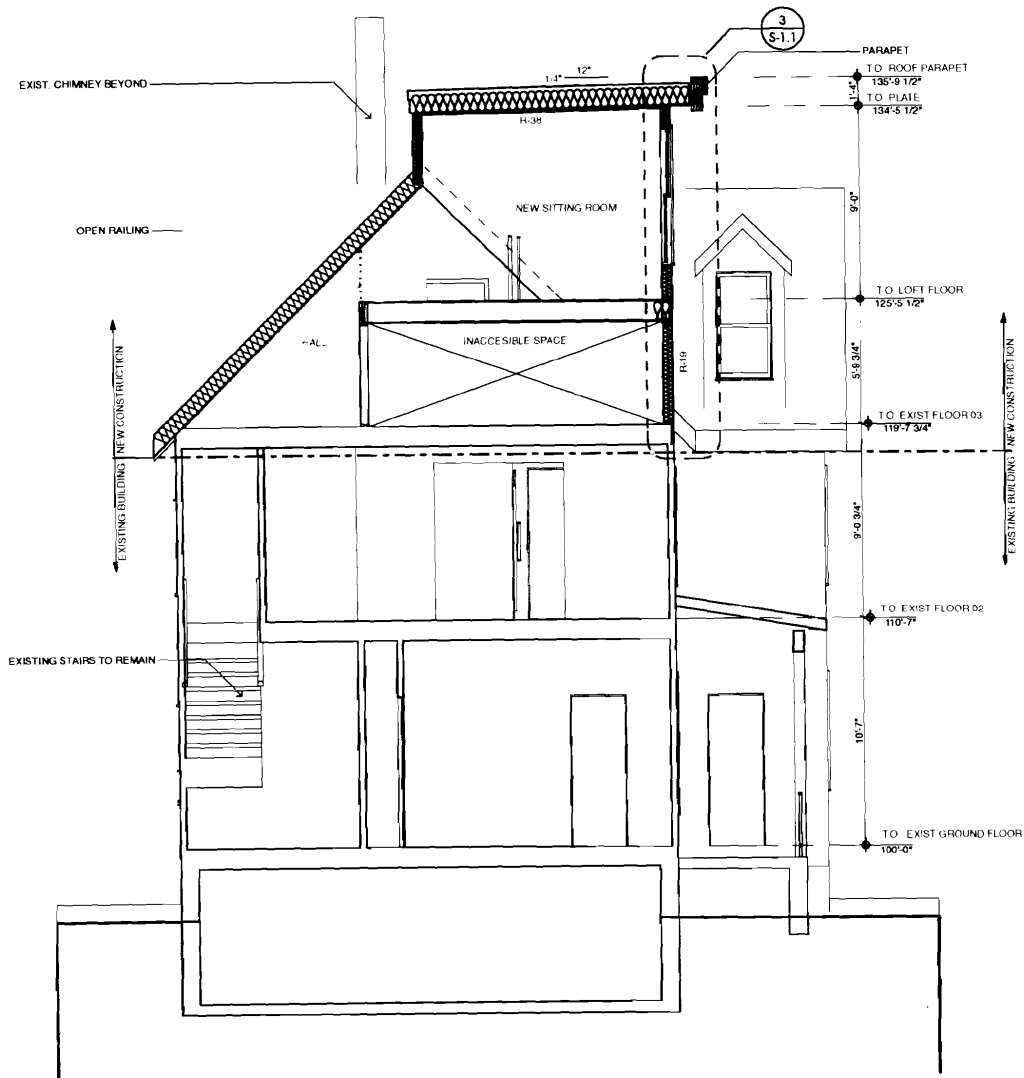 3
S-1.1
PARAPET
TO ROOF PARAPET
135'-9 1/2"
1'-4"
TO PLATE
134'-5 1/2"
EXIST. CHIMNEY BEYOND
12"
1/4"
R-38
NEW SITTING ROOM
OPEN RAILING
9'-0"
TO LOFT FLOOR
125'-5 1/2"
INACCESIBLE SPACE
R-19
5'-9 3/4"
NEW CONSTRUCTION
EXISTING BUILDING
NEW CONSTRUCTION
EXISTING BUILDING
TO EXIST FLOOR 03
119'-7 3/4"
9'-0 3/4"
TO EXIST FLOOR 02
110'-7"
EXISTING STAIRS TO REMAIN
10'-7"
TO EXIST GROUND FLOOR
100'-0"